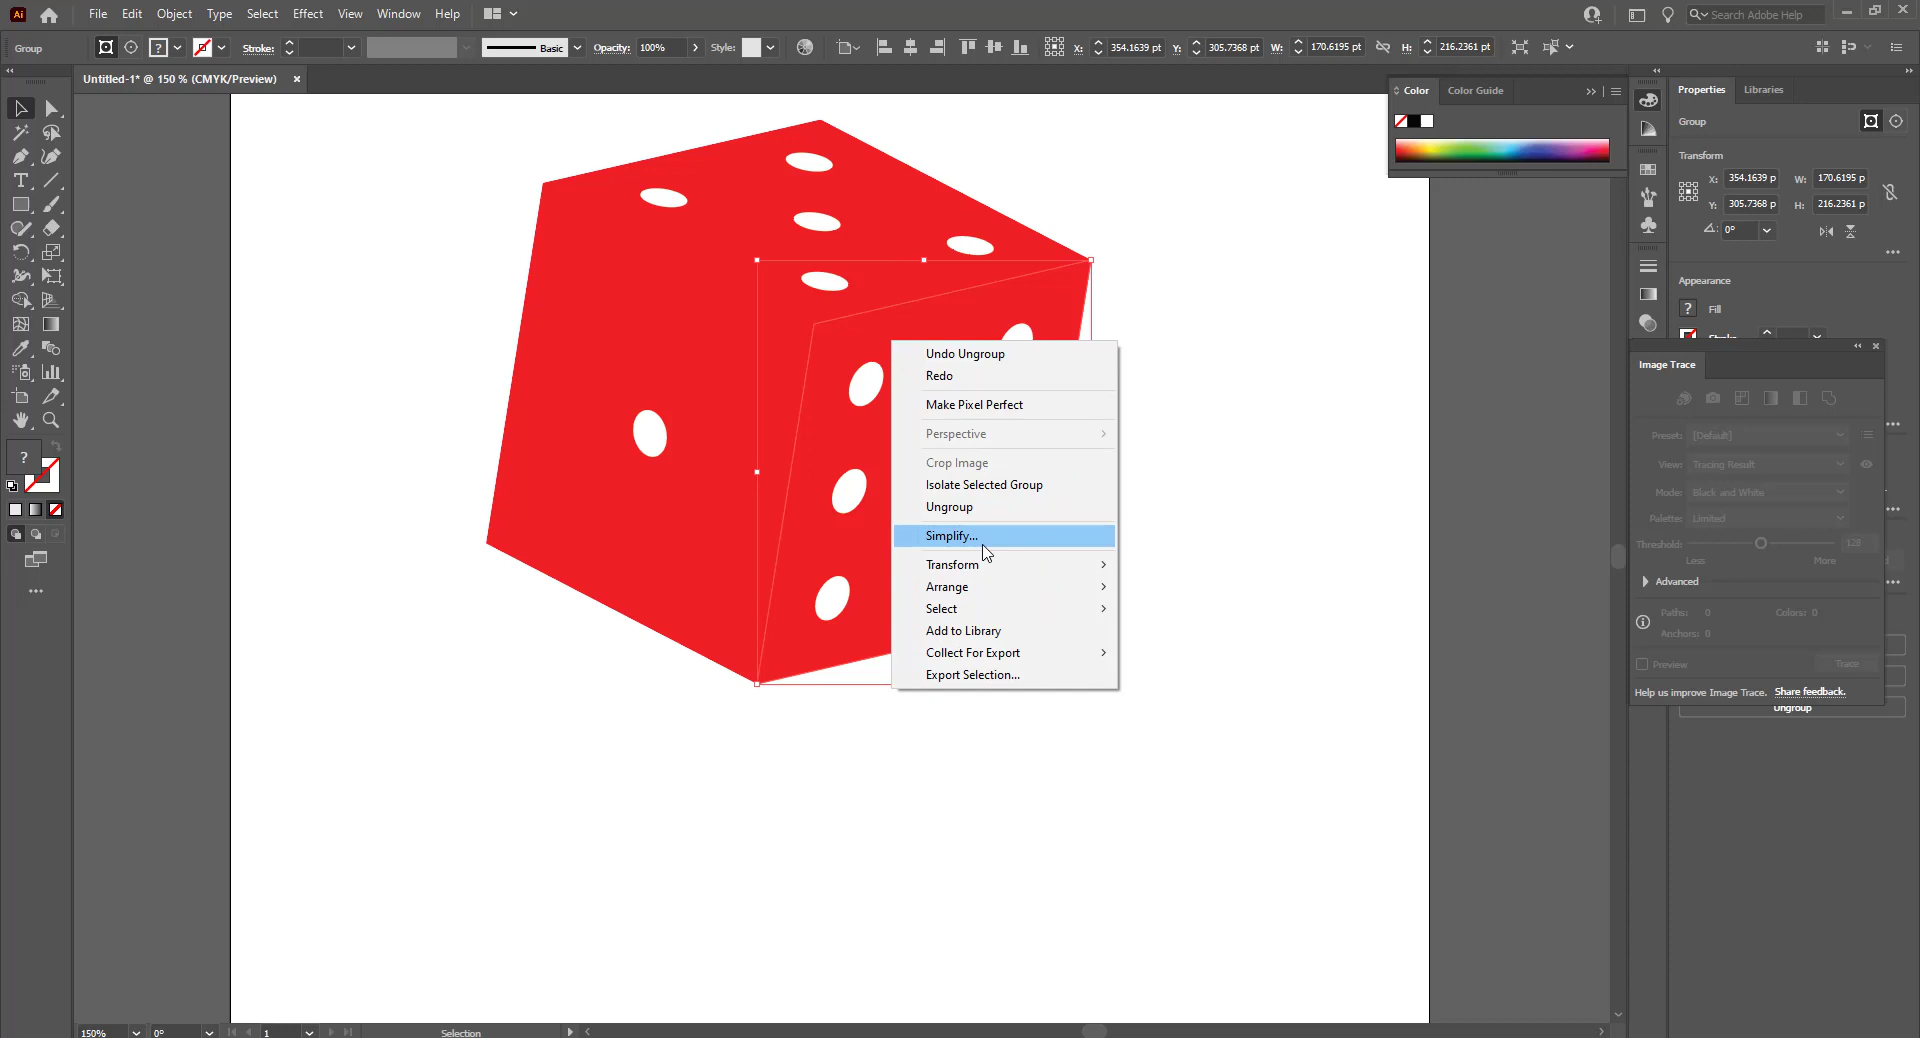 Ai File Edit Object Type Select Effect View Window Help Search Adobe Help
Group ? Stroke: Basic Opacity: 100% Style: X: 354.1639 pt Y: 305.7368 pt W: 170.6195 pt H: 216.2361 pt
Untitled-1* @ 150 % (CMYK/Preview) ×
Color Color Guide
Properties Libraries
Group
Transform
X: 354.1639 p W: 170.6195 p
Y: 305.7368 p H: 216.2361 p
0°
Appearance
? Fill
Stroke
Image Trace
Preset: [Default]
View: Tracing Result
Mode: Black and White
Palette: Limited
Threshold: 128
Less More
Advanced
Paths: 0 Colors: 0
Anchors: 0
Preview Trace
Help us improve Image Trace. Share feedback.
Ungroup
Undo Ungroup
Redo
Make Pixel Perfect
Perspective
Crop Image
Isolate Selected Group
Ungroup
Simplify...
Transform
Arrange
Select
Add to Library
Collect For Export
Export Selection...
?
150% 0° 1 Selection